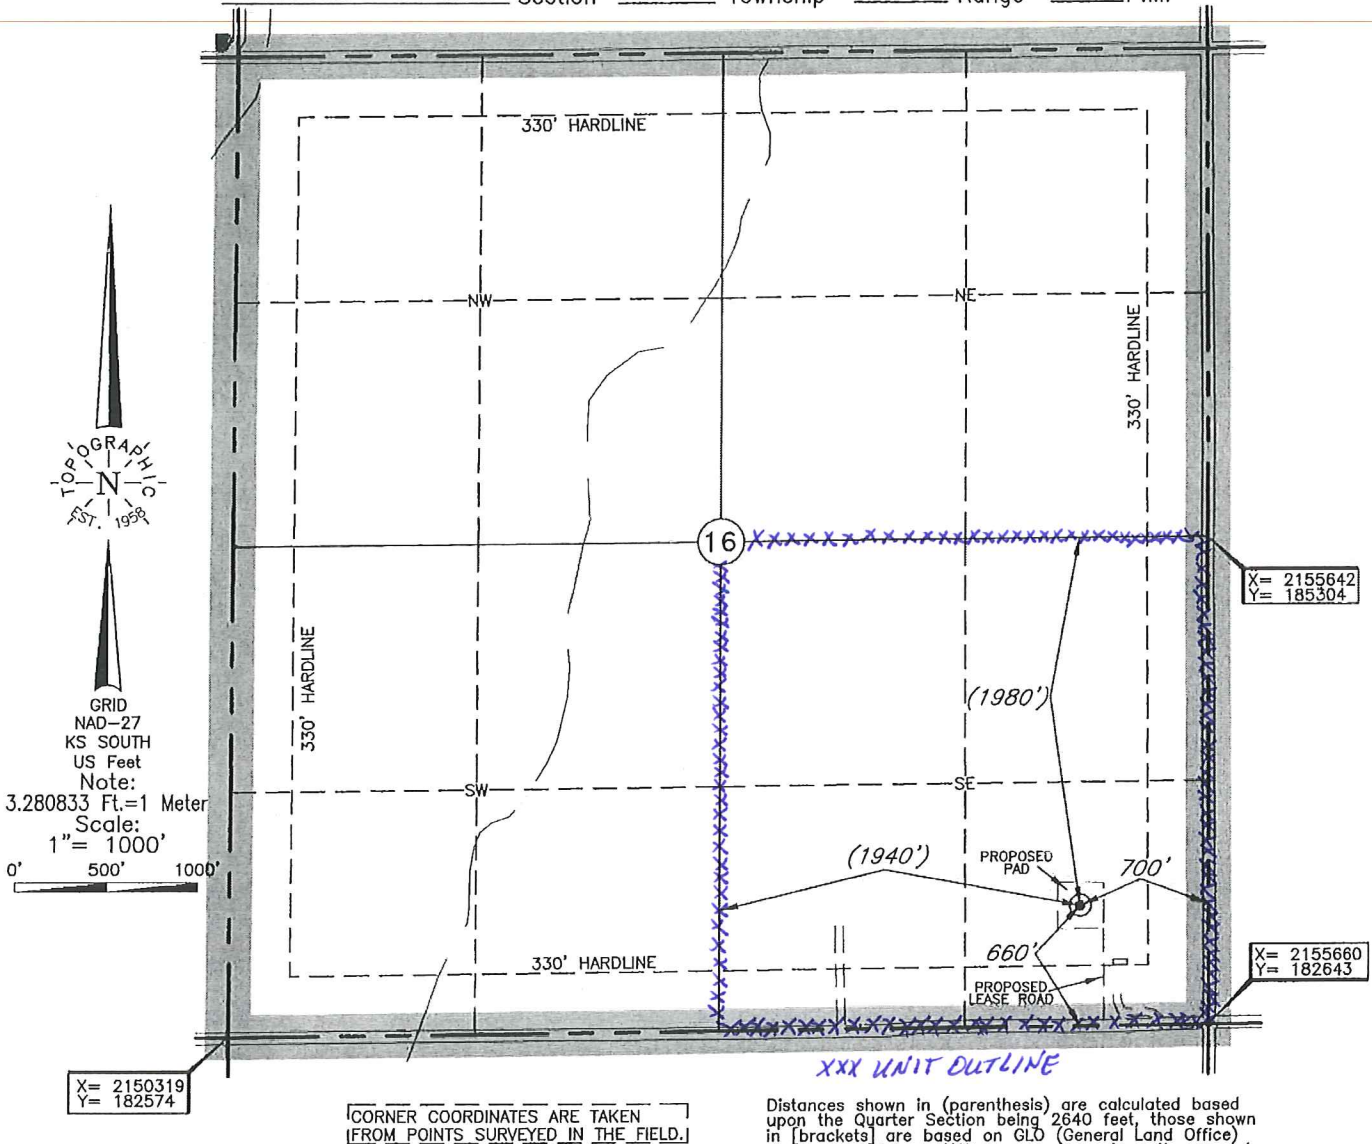 Section Township Range
330' HARDLINE
NW
NE
330' HARDLINE
TOPOGRAPHIC
N
EST. 1958
16
X= 2155642
Y= 185304
330' HARDLINE
(1980')
GRID
NAD-27
KS SOUTH
US Feet
Note:
3.280833 Ft.=1 Meter
Scale:
1"= 1000'
0' 500' 1000'
SW
SE
(1940')
PROPOSED
PAD
700'
660'
330' HARDLINE
PROPOSED
LEASE ROAD
X= 2155660
Y= 182643
XXX UNIT OUTLINE
X= 2150319
Y= 182574
CORNER COORDINATES ARE TAKEN
FROM POINTS SURVEYED IN THE FIELD.
Distances shown in (parenthesis) are calculated based
upon the Quarter Section being 2640 feet, those shown
in [brackets] are based on GLO (General Land Office)